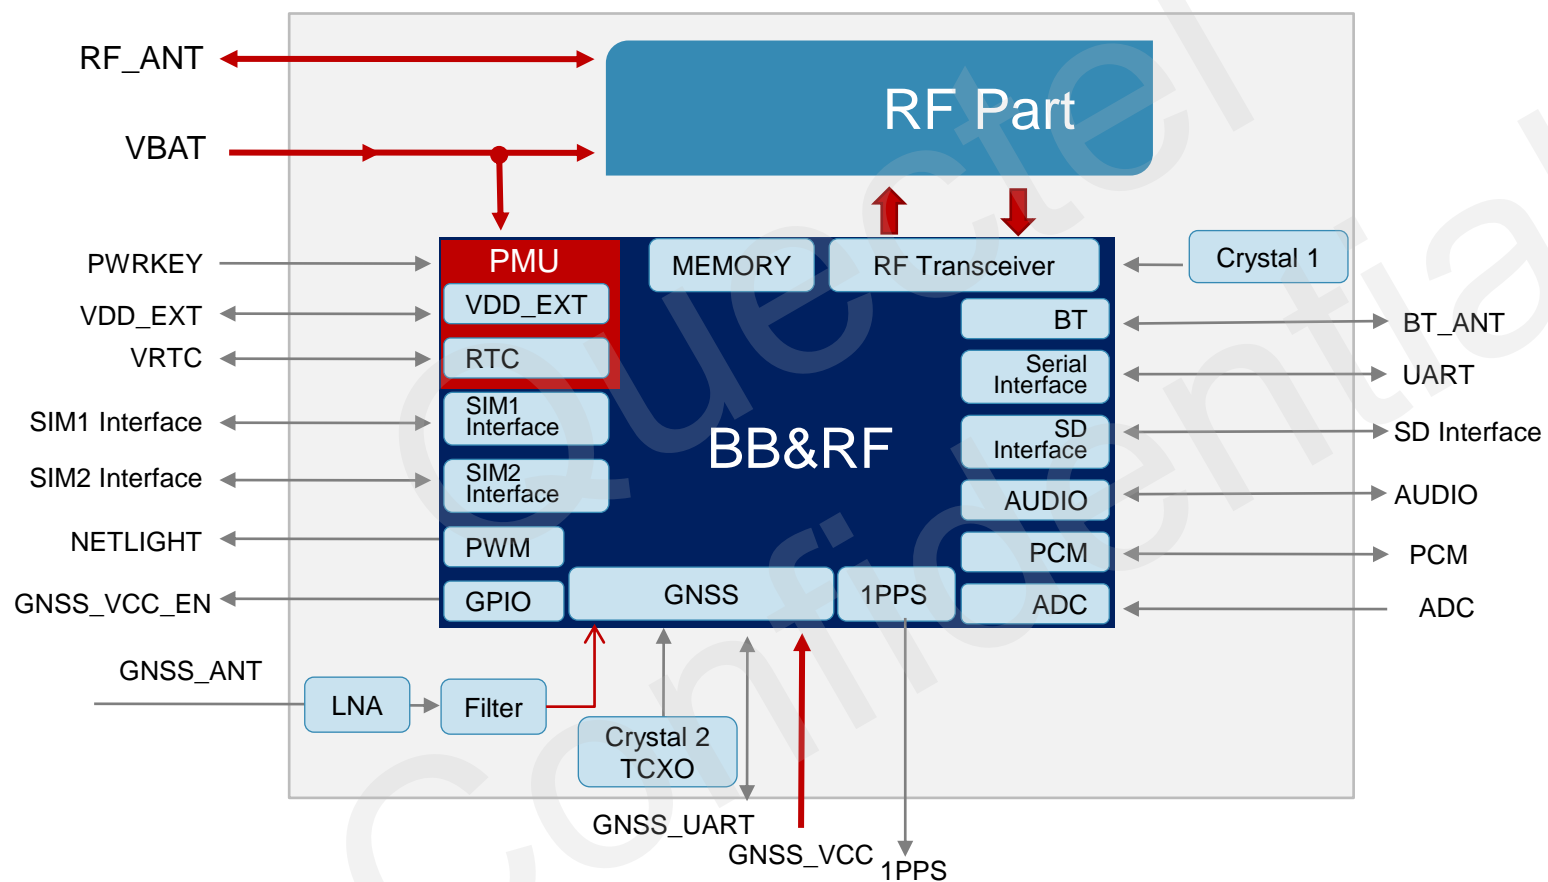 RF_ANT
RF Part
VBAT
PWRKEY
PMU
MEMORY
RF Transceiver
Crystal 1
VDD_EXT
VDD_EXT
BT
BT_ANT
VRTC
RTC
Serial
Interface
UART
SIM1 Interface
SIM1
Interface
BB&RF
SD
Interface
SD Interface
SIM2 Interface
SIM2
Interface
AUDIO
AUDIO
NETLIGHT
PWM
PCM
PCM
GNSS_VCC_EN
GPIO
GNSS
1PPS
ADC
ADC
GNSS_ANT
LNA
Filter
Crystal 2
TCXO
GNSS_UART
GNSS_VCC
1PPS
Quectel
Confidential